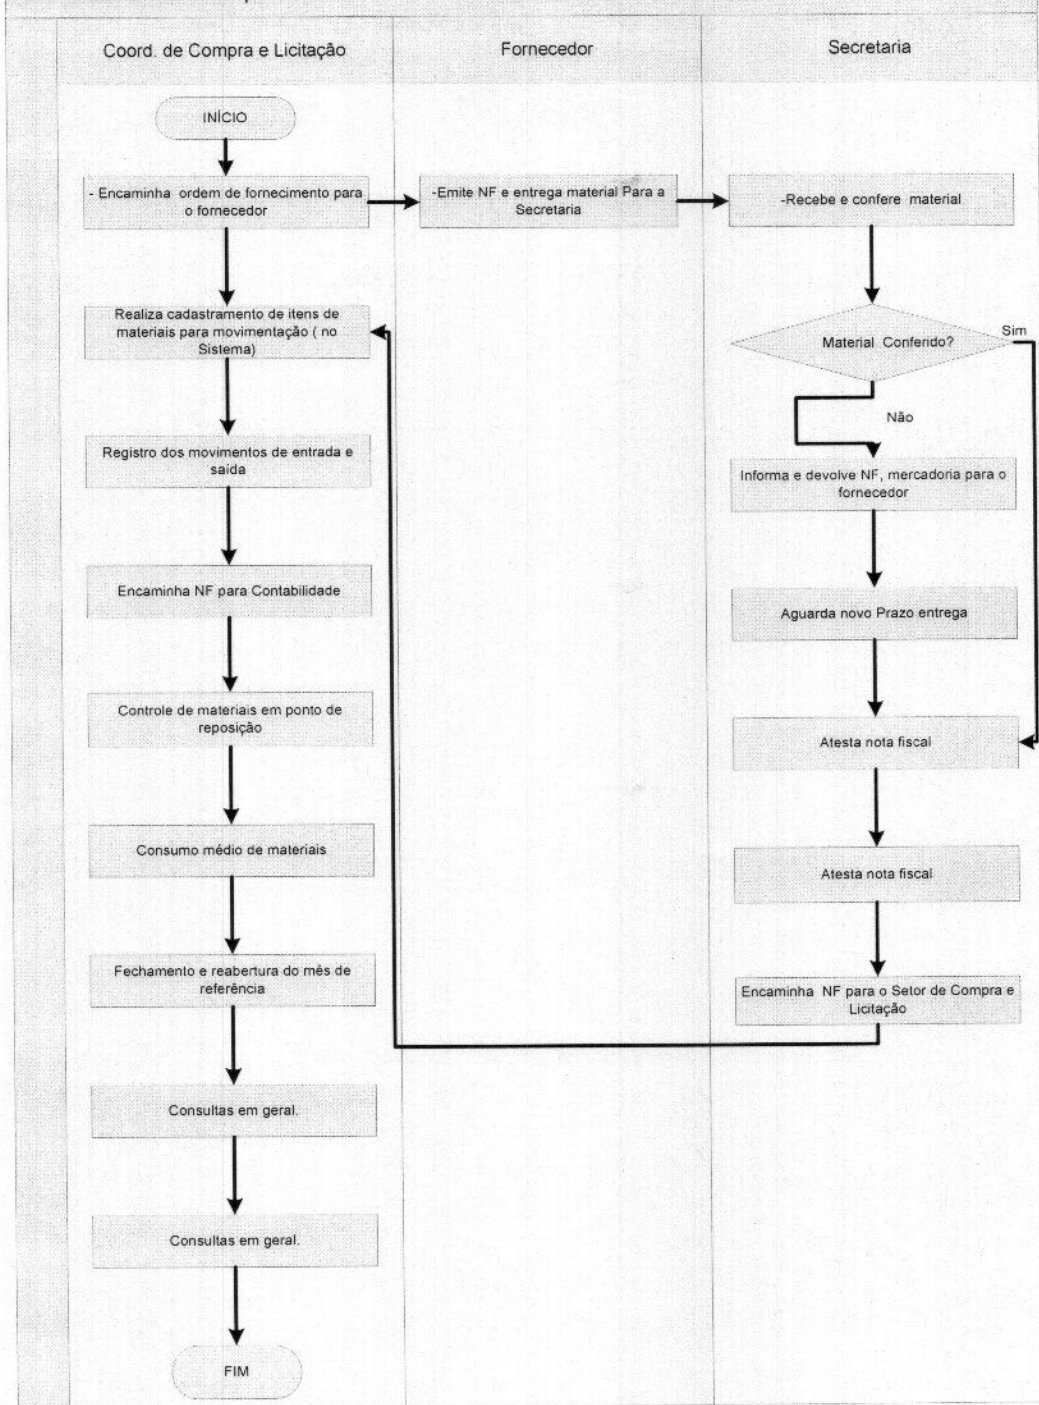 Coord. de Compra e Licitação
Fornecedor
Secretaria
INÍCIO
- Encaminha ordem de fornecimento para
o fornecedor
-Emite NF e entrega material Para a
Secretaria
-Recebe e confere material
Realiza cadastramento de itens de
materiais para movimentação ( no
Sistema)
Material Conferido?
Sim
Não
Registro dos movimentos de entrada e
saida
Informa e devolve NF, mercadoria para o
fornecedor
Encaminha NF para Contabilidade
Aguarda novo Prazo entrega
Controle de materiais em ponto de
reposição
Atesta nota fiscal
Consumo médio de materiais
Atesta nota fiscal
Fechamento e reabertura do mês de
referência
Encaminha NF para o Setor de Compra e
Licitação
Consultas em geral.
Consultas em geral.
FIM